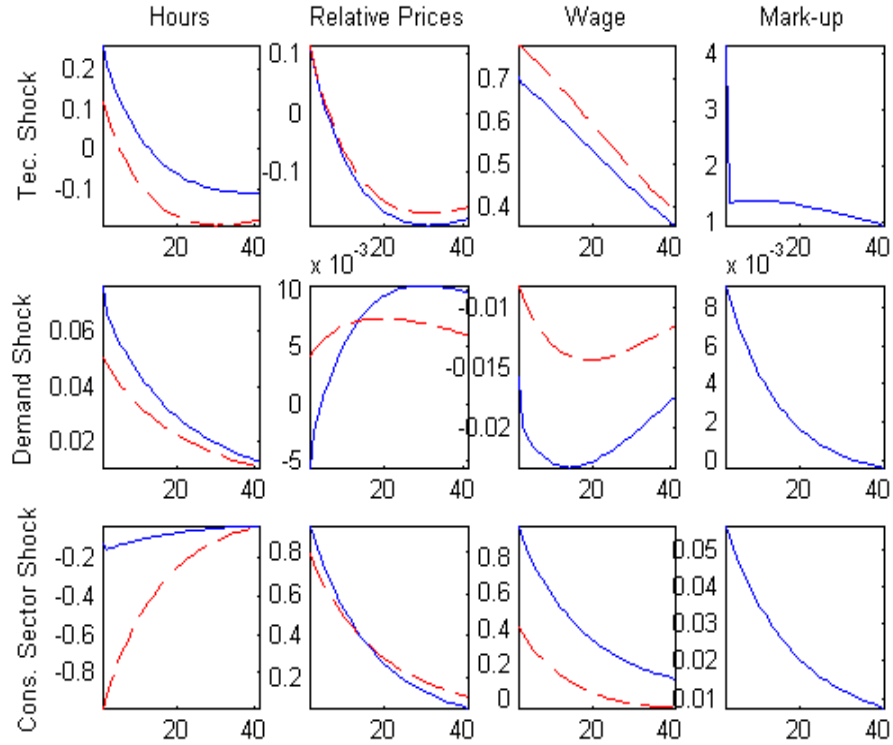 Hours Relative Prices Wage Mark-up
Tec. Shock
0.2 0.1 0 -0.1
20 40
0.1 0 -0.1
20 40
0.7 0.6 0.5 0.4
20 40
4 3 2 1
20 40
Demand Shock
0.06 0.04 0.02
20 40
x 10^-3
10 5 0 -5
20 40
-0.01 -0.015 -0.02
20 40
x 10^-3
8 6 4 2 0
20 40
Cons. Sector Shock
-0.2 -0.4 -0.6 -0.8
20 40
0.8 0.6 0.4 0.2
20 40
0.8 0.6 0.4 0.2 0
20 40
0.05 0.04 0.03 0.02 0.01
20 40